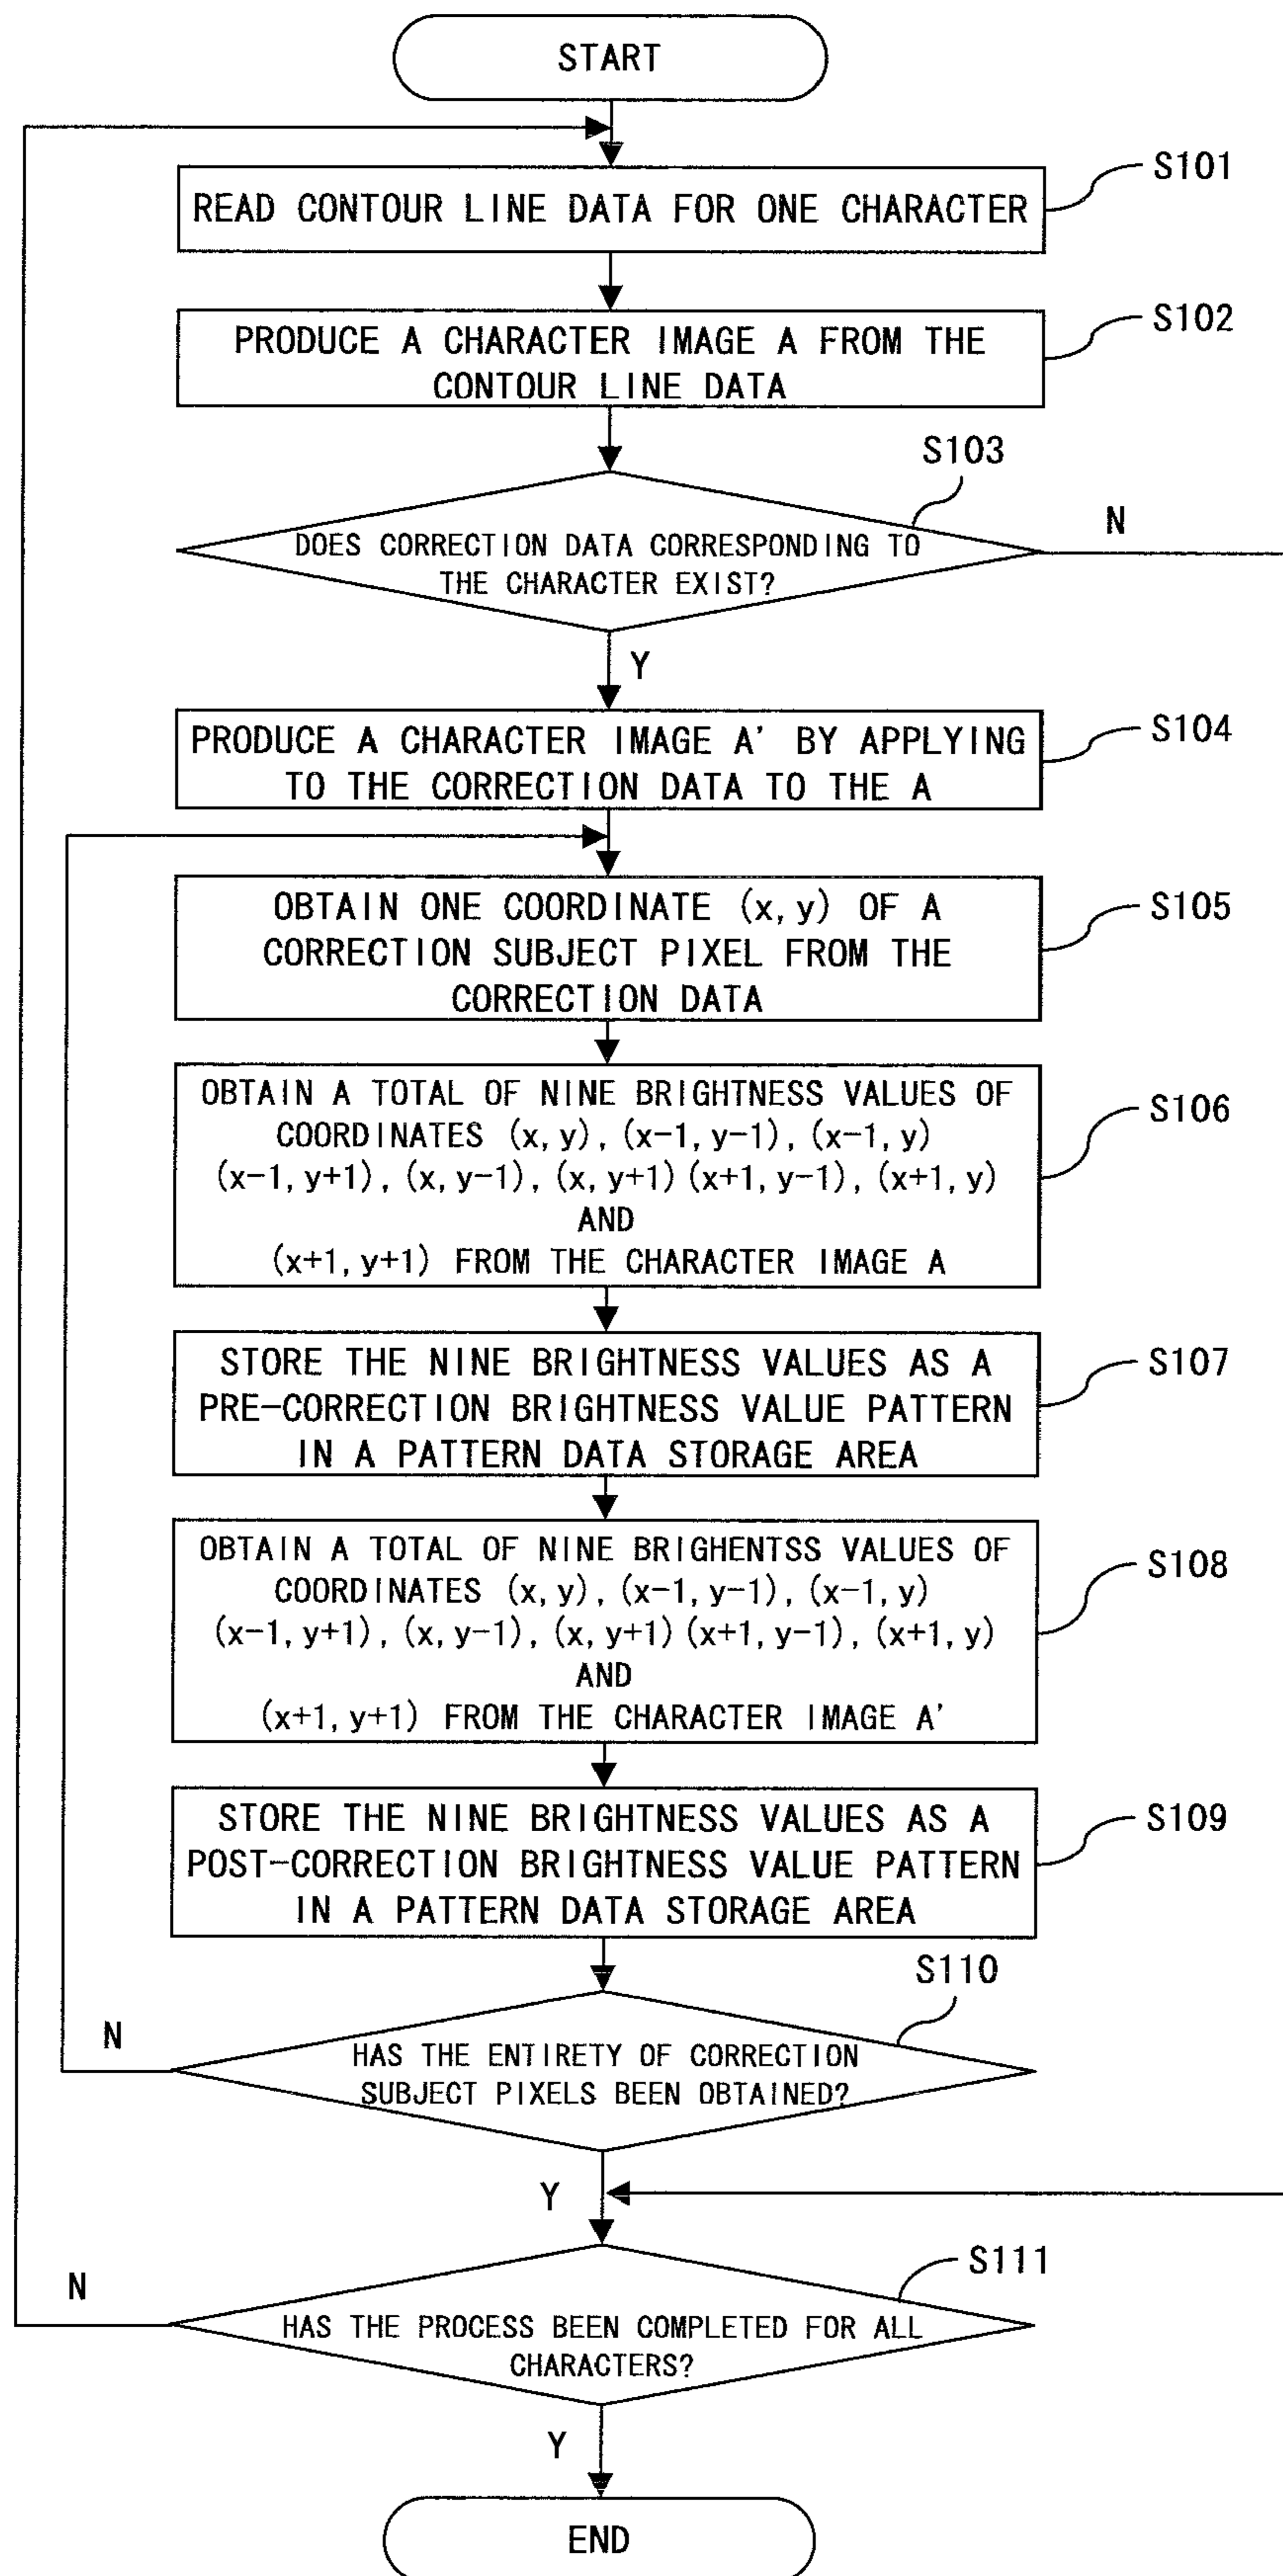 START
READ CONTOUR LINE DATA FOR ONE CHARACTER
S101
PRODUCE A CHARACTER IMAGE A FROM THE
CONTOUR LINE DATA
S102
S103
DOES CORRECTION DATA CORRESPONDING TO
THE CHARACTER EXIST?
N
Y
PRODUCE A CHARACTER IMAGE A' BY APPLYING
TO THE CORRECTION DATA TO THE A
S104
OBTAIN ONE COORDINATE (x, y) OF A
CORRECTION SUBJECT PIXEL FROM THE
CORRECTION DATA
S105
OBTAIN A TOTAL OF NINE BRIGHTNESS VALUES OF
COORDINATES (x, y), (x-1, y-1), (x-1, y)
(x-1, y+1), (x, y-1), (x, y+1) (x+1, y-1), (x+1, y)
AND
(x+1, y+1) FROM THE CHARACTER IMAGE A
S106
STORE THE NINE BRIGHTNESS VALUES AS A
PRE-CORRECTION BRIGHTNESS VALUE PATTERN
IN A PATTERN DATA STORAGE AREA
S107
OBTAIN A TOTAL OF NINE BRIGHENTSS VALUES OF
COORDINATES (x, y), (x-1, y-1), (x-1, y)
(x-1, y+1), (x, y-1), (x, y+1) (x+1, y-1), (x+1, y)
AND
(x+1, y+1) FROM THE CHARACTER IMAGE A'
S108
STORE THE NINE BRIGHTNESS VALUES AS A
POST-CORRECTION BRIGHTNESS VALUE PATTERN
IN A PATTERN DATA STORAGE AREA
S109
S110
N
HAS THE ENTIRETY OF CORRECTION
SUBJECT PIXELS BEEN OBTAINED?
Y
S111
N
HAS THE PROCESS BEEN COMPLETED FOR ALL
CHARACTERS?
Y
END